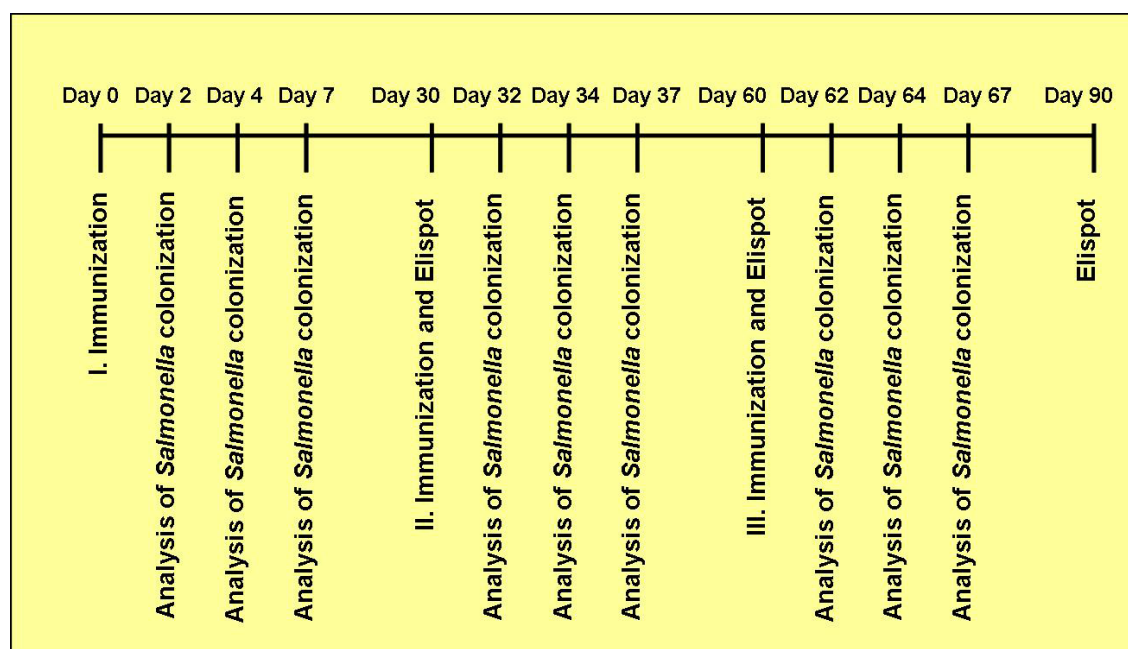 Day 0 Day 2 Day 4 Day 7 Day 30 Day 32 Day 34 Day 37 Day 60 Day 62 Day 64 Day 67 Day 90
I. Immunization
Analysis of Salmonella colonization
Analysis of Salmonella colonization
Analysis of Salmonella colonization
II. Immunization and Elispot
Analysis of Salmonella colonization
Analysis of Salmonella colonization
Analysis of Salmonella colonization
III. Immunization and Elispot
Analysis of Salmonella colonization
Analysis of Salmonella colonization
Analysis of Salmonella colonization
Elispot